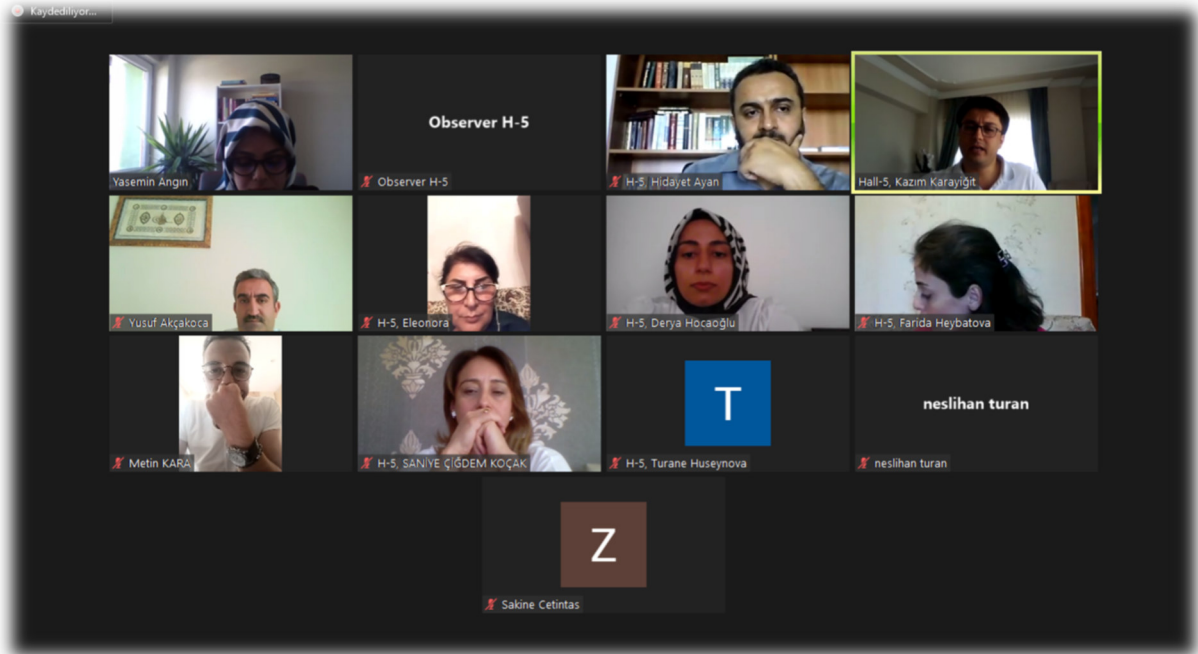 Kaydediliyor...
Observer H-5
Yasemin Angın
Observer H-5
H-5, Hidayet Ayan
Hall-5, Kazım Karayiğit
Yusuf Akçakoca
H-5, Eleonora
H-5, Derya Hocaoğlu
H-5, Farida Heybatova
T
neslihan turan
Metin KARA
H-5, SANİYE ÇİĞDEM KOÇAK
H-5, Turane Huseynova
neslihan turan
Z
Sakine Cetintas